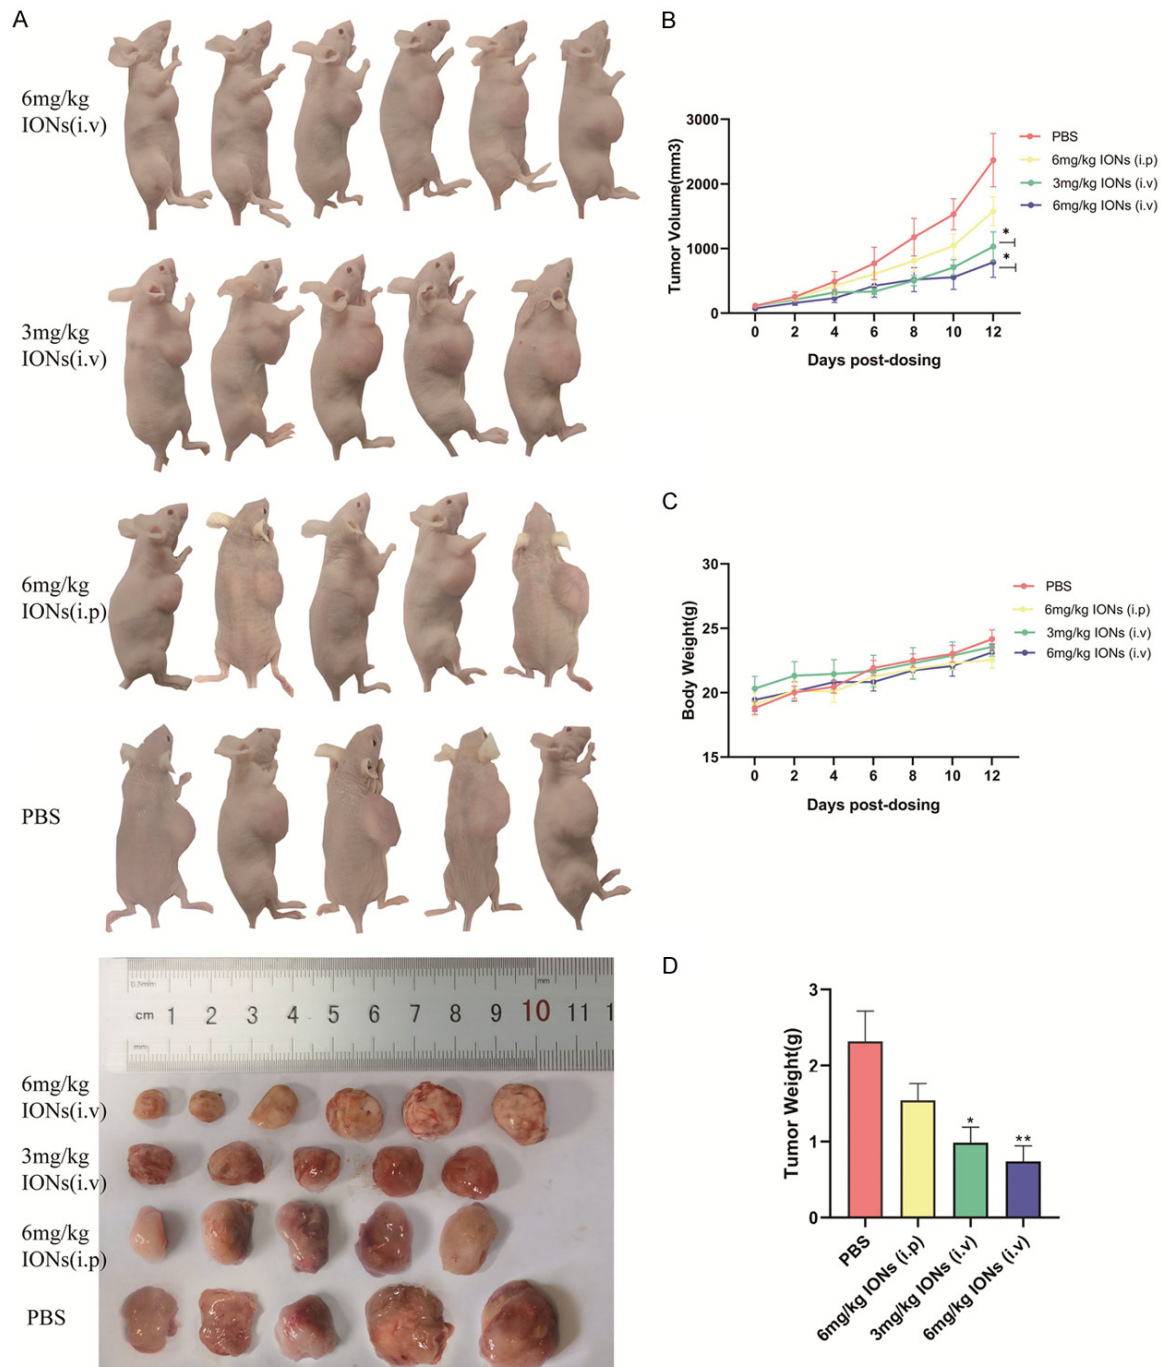 A
6mg/kg
IONs(i.v)
3mg/kg
IONs(i.v)
6mg/kg
IONs(i.p)
PBS
0.5mm
mm
cm 1 2 3 4 5 6 7 8 9 10 11 1
mm
6mg/kg
IONs(i.v)
3mg/kg
IONs(i.v)
6mg/kg
IONs(i.p)
PBS
B
Tumor Volume(mm3)
3000
2000
1000
0
0 2 4 6 8 10 12
Days post-dosing
PBS
6mg/kg IONs (i.p)
3mg/kg IONs (i.v)
6mg/kg IONs (i.v)
*
*
C
Body Weight(g)
30
25
20
15
0 2 4 6 8 10 12
Days post-dosing
PBS
6mg/kg IONs (i.p)
3mg/kg IONs (i.v)
6mg/kg IONs (i.v)
D
Tumor Weight(g)
3
2
1
0
*
**
PBS
6mg/kg IONs (i.p)
3mg/kg IONs (i.v)
6mg/kg IONs (i.v)